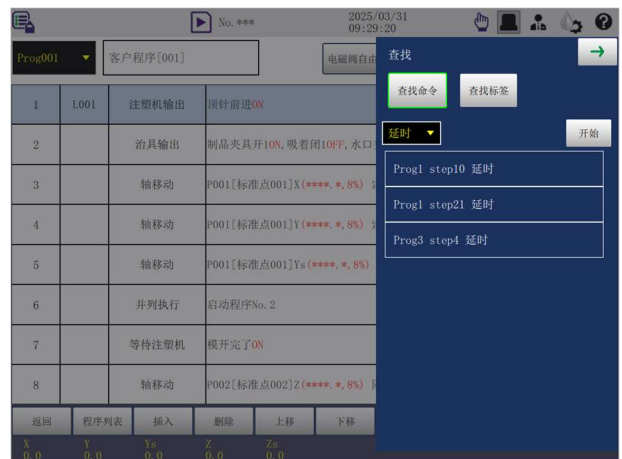 No. ***
2025/03/31
09:29:20
Prog001
客户程序[001]
电磁阀自由
查找
查找命令
查找标签
延时
开始
Prog1 step10 延时
Prog1 step21 延时
Prog3 step4 延时
1 L001 注塑机输出 顶针前进ON
2 治具输出 制品夹具开1ON,吸着闭1OFF,水口
3 轴移动 P001[标准点001]X(****.*,8%)
4 轴移动 P001[标准点001]Y(****.*,8%)
5 轴移动 P001[标准点001]Ys(****.*,8%)
6 并列执行 启动程序No.2
7 等待注塑机 模开完了ON
8 轴移动 P002[标准点002]Z(****.*,8%)
返回 程序列表 插入 删除 上移 下移
X Y Ys Z Zs
0.0 0.0 0.0 0.0 0.0